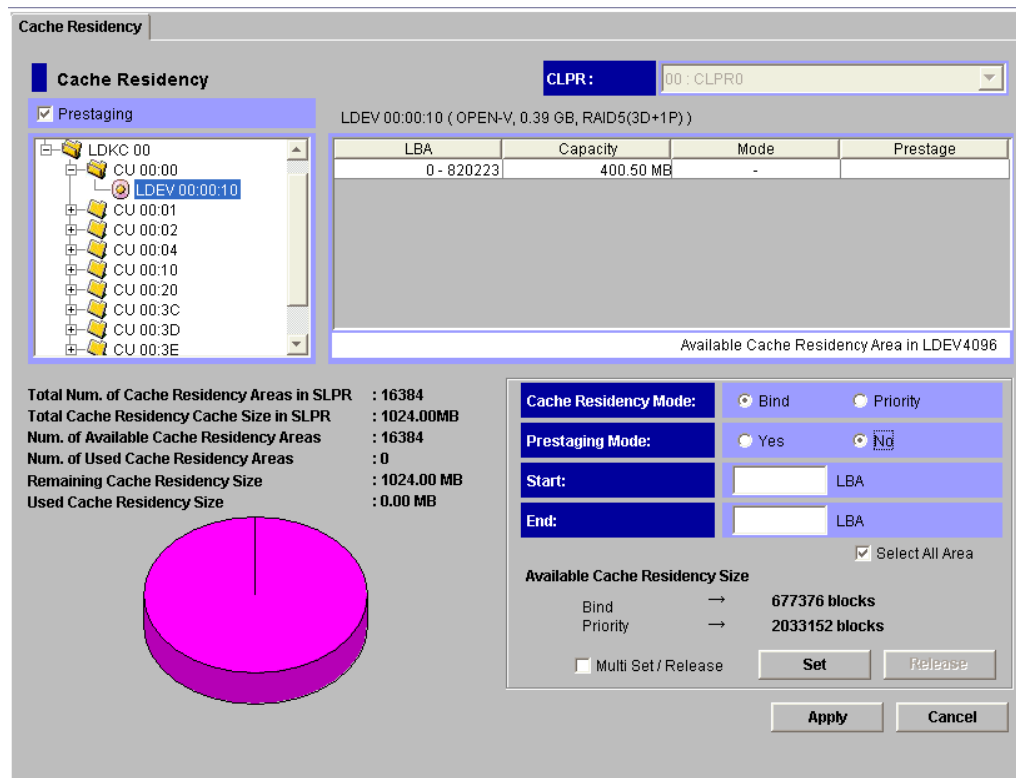 Cache Residency
Cache Residency
CLPR :
00 : CLPR0
Prestaging
LDEV 00:00:10 ( OPEN-V, 0.39 GB, RAID5(3D+1P) )
LDKC 00
CU 00:00
LDEV 00:00:10
CU 00:01
CU 00:02
CU 00:04
CU 00:10
CU 00:20
CU 00:3C
CU 00:3D
CU 00:3E
LBA Capacity Mode Prestage
0 - 820223 400.50 MB -
Available Cache Residency Area in LDEV4096
Total Num. of Cache Residency Areas in SLPR : 16384
Total Cache Residency Cache Size in SLPR : 1024.00MB
Num. of Available Cache Residency Areas : 16384
Num. of Used Cache Residency Areas : 0
Remaining Cache Residency Size : 1024.00 MB
Used Cache Residency Size : 0.00 MB
Cache Residency Mode: Bind Priority
Prestaging Mode: Yes No
Start: LBA
End: LBA
Select All Area
Available Cache Residency Size
Bind → 677376 blocks
Priority → 2033152 blocks
Multi Set / Release Set Release
Apply Cancel